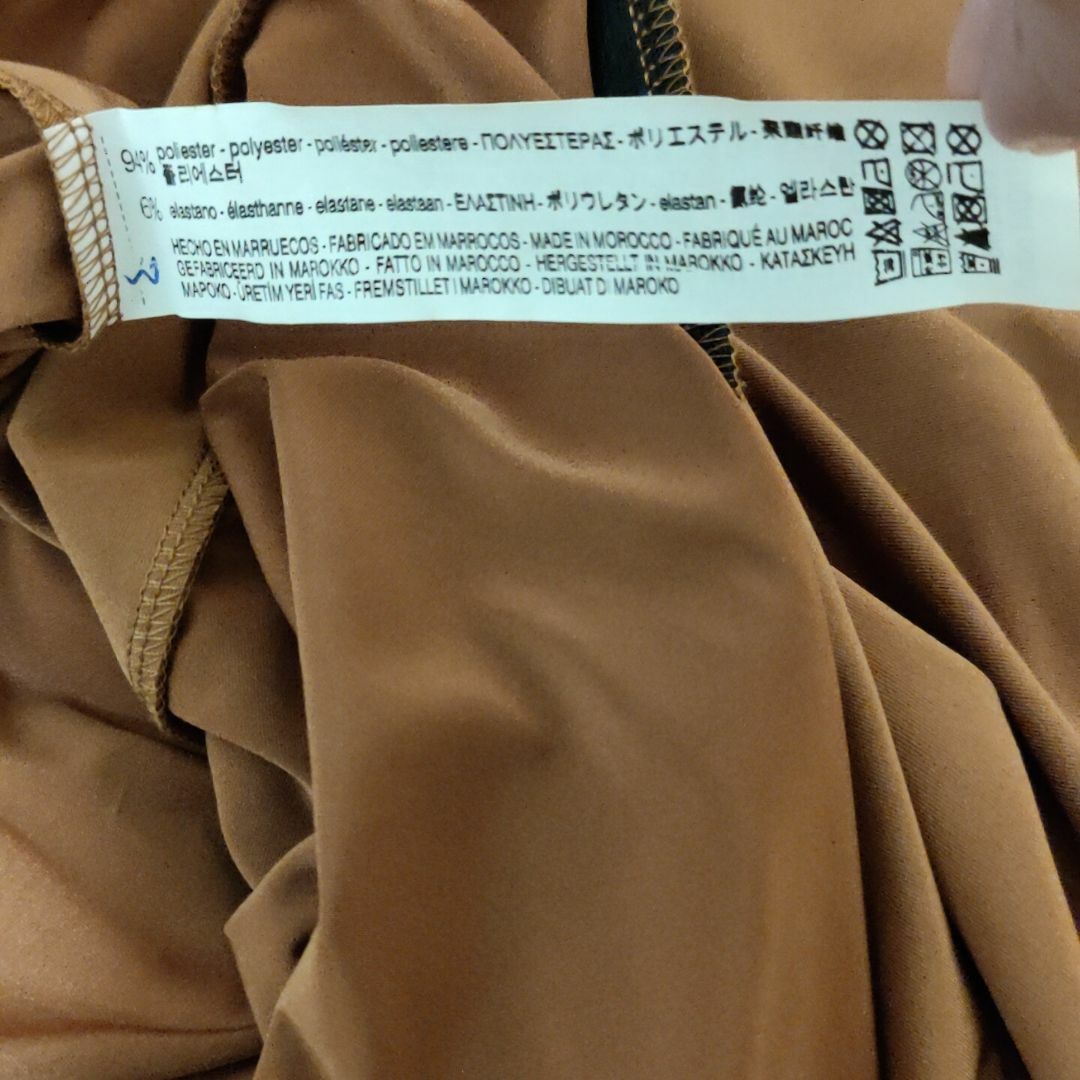 94% poliester - polyester - poliéster - poliestere - ΠΟΛΥΕΣΤΕΡΑΣ - ポリエステル - 聚酯纤维
폴리에스터
6% elastano - élasthanne - elastane - elastaan - ΕΛΑΣΤΙΝΗ - ポリウレタン - elastan - 氨纶 - 엘라스탄
HECHO EN MARRUECOS - FABRICADO EM MARROCOS - MADE IN MOROCCO - FABRIQUÉ AU MAROC
GEFABRICEERD IN MAROKKO - FATTO IN MAROCCO - HERGESTELLT IN MAROKKO - ΚΑΤΑΣΚΕΥΗ
ΜΑΡΟΚΟ - ÜRETİM YERİ FAS - FREMSTILLET I MAROKKO - DIBUAT DI MAROKO